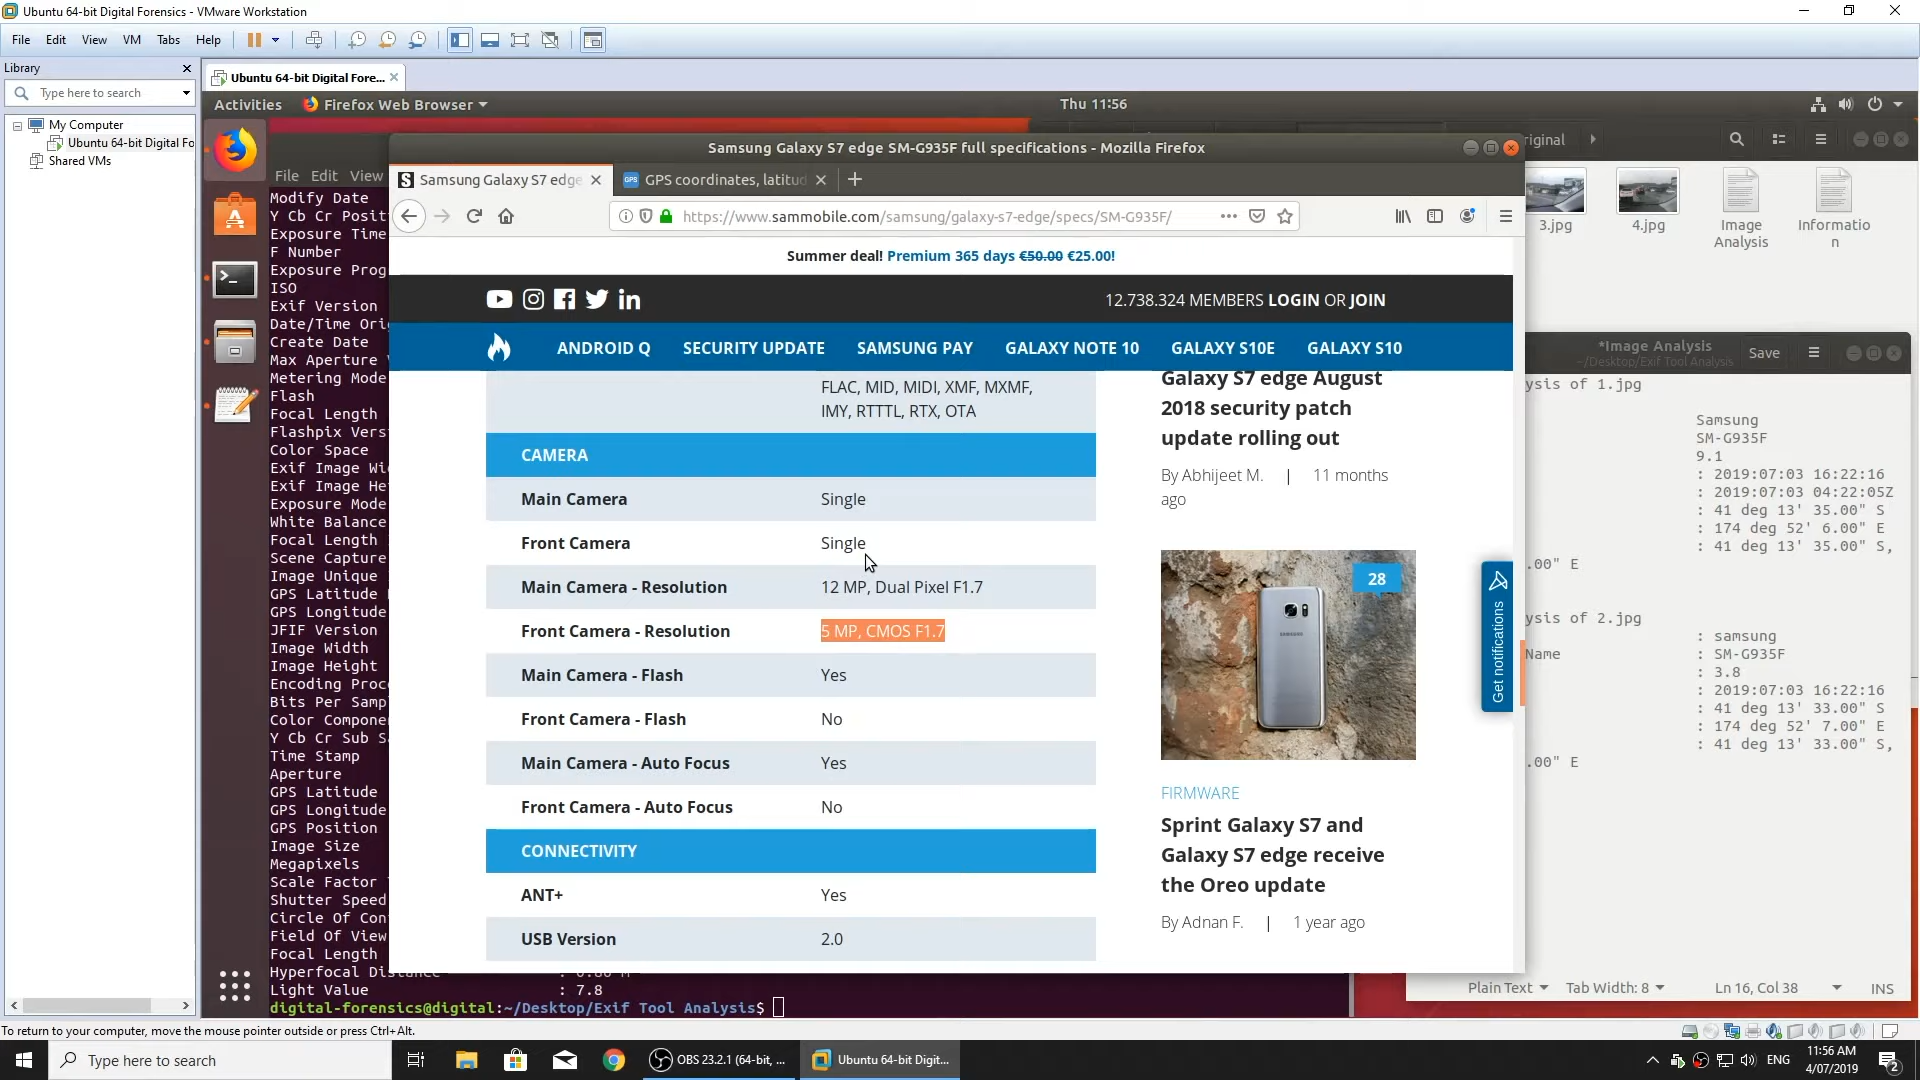 Ubuntu 64-bit Digital Forensics - VMware Workstation
File Edit View VM Tabs Help
Library
Type here to search
My Computer
Ubuntu 64-bit Digital Fo
Shared VMs
Ubuntu 64-bit Digital Fore...
Activities Firefox Web Browser Thu 11:56
Samsung Galaxy S7 edge SM-G935F full specifications - Mozilla Firefox
Samsung Galaxy S7 edge
GPS coordinates, latitud
https://www.sammobile.com/samsung/galaxy-s7-edge/specs/SM-G935F/
Summer deal! Premium 365 days €50.00 €25.00!
12.738.324 MEMBERS LOGIN OR JOIN
ANDROID Q SECURITY UPDATE SAMSUNG PAY GALAXY NOTE 10 GALAXY S10E GALAXY S10
FLAC, MID, MIDI, XMF, MXMF,
IMY, RTTTL, RTX, OTA
CAMERA
Main Camera Single
Front Camera Single
Main Camera - Resolution 12 MP, Dual Pixel F1.7
Front Camera - Resolution 5 MP, CMOS F1.7
Main Camera - Flash Yes
Front Camera - Flash No
Main Camera - Auto Focus Yes
Front Camera - Auto Focus No
CONNECTIVITY
ANT+ Yes
USB Version 2.0
Galaxy S7 edge August
2018 security patch
update rolling out
By Abhijeet M. | 11 months
ago
28
SAMSUNG
FIRMWARE
Sprint Galaxy S7 and
Galaxy S7 edge receive
the Oreo update
By Adnan F. | 1 year ago
Get notifications
File Edit View
Modify Date
Y Cb Cr Posit
Exposure Time
F Number
Exposure Prog
ISO
Exif Version
Date/Time Ori
Create Date
Max Aperture
Metering Mode
Flash
Focal Length
Flashpix Vers
Color Space
Exif Image Wi
Exif Image He
Exposure Mode
White Balance
Focal Length
Scene Capture
Image Unique
GPS Latitude
GPS Longitude
JFIF Version
Image Width
Image Height
Encoding Proc
Bits Per Samp
Color Compone
Y Cb Cr Sub S
Time Stamp
Aperture
GPS Latitude
GPS Longitude
GPS Position
Image Size
Megapixels
Scale Factor
Shutter Speed
Circle Of Con
Field Of View
Focal Length
Hyperfocal Distance
Light Value : 7.8
digital-forensics@digital:~/Desktop/Exif Tool Analysis$
riginal
3.jpg
4.jpg
Image
Analysis
Informatio
n
*Image Analysis
~/Desktop/Exif Tool Analysis
Save
ysis of 1.jpg
Samsung
SM-G935F
9.1
: 2019:07:03 16:22:16
: 2019:07:03 04:22:05Z
: 41 deg 13' 35.00" S
: 174 deg 52' 6.00" E
: 41 deg 13' 35.00" S,
.00" E
ysis of 2.jpg
: samsung
Name : SM-G935F
: 3.8
: 2019:07:03 16:22:16
: 41 deg 13' 33.00" S
: 174 deg 52' 7.00" E
: 41 deg 13' 33.00" S,
.00" E
Plain Text Tab Width: 8 Ln 16, Col 38 INS
To return to your computer, move the mouse pointer outside or press Ctrl+Alt.
Type here to search
OBS 23.2.1 (64-bit, ...
Ubuntu 64-bit Digit...
ENG
11:56 AM
4/07/2019
2